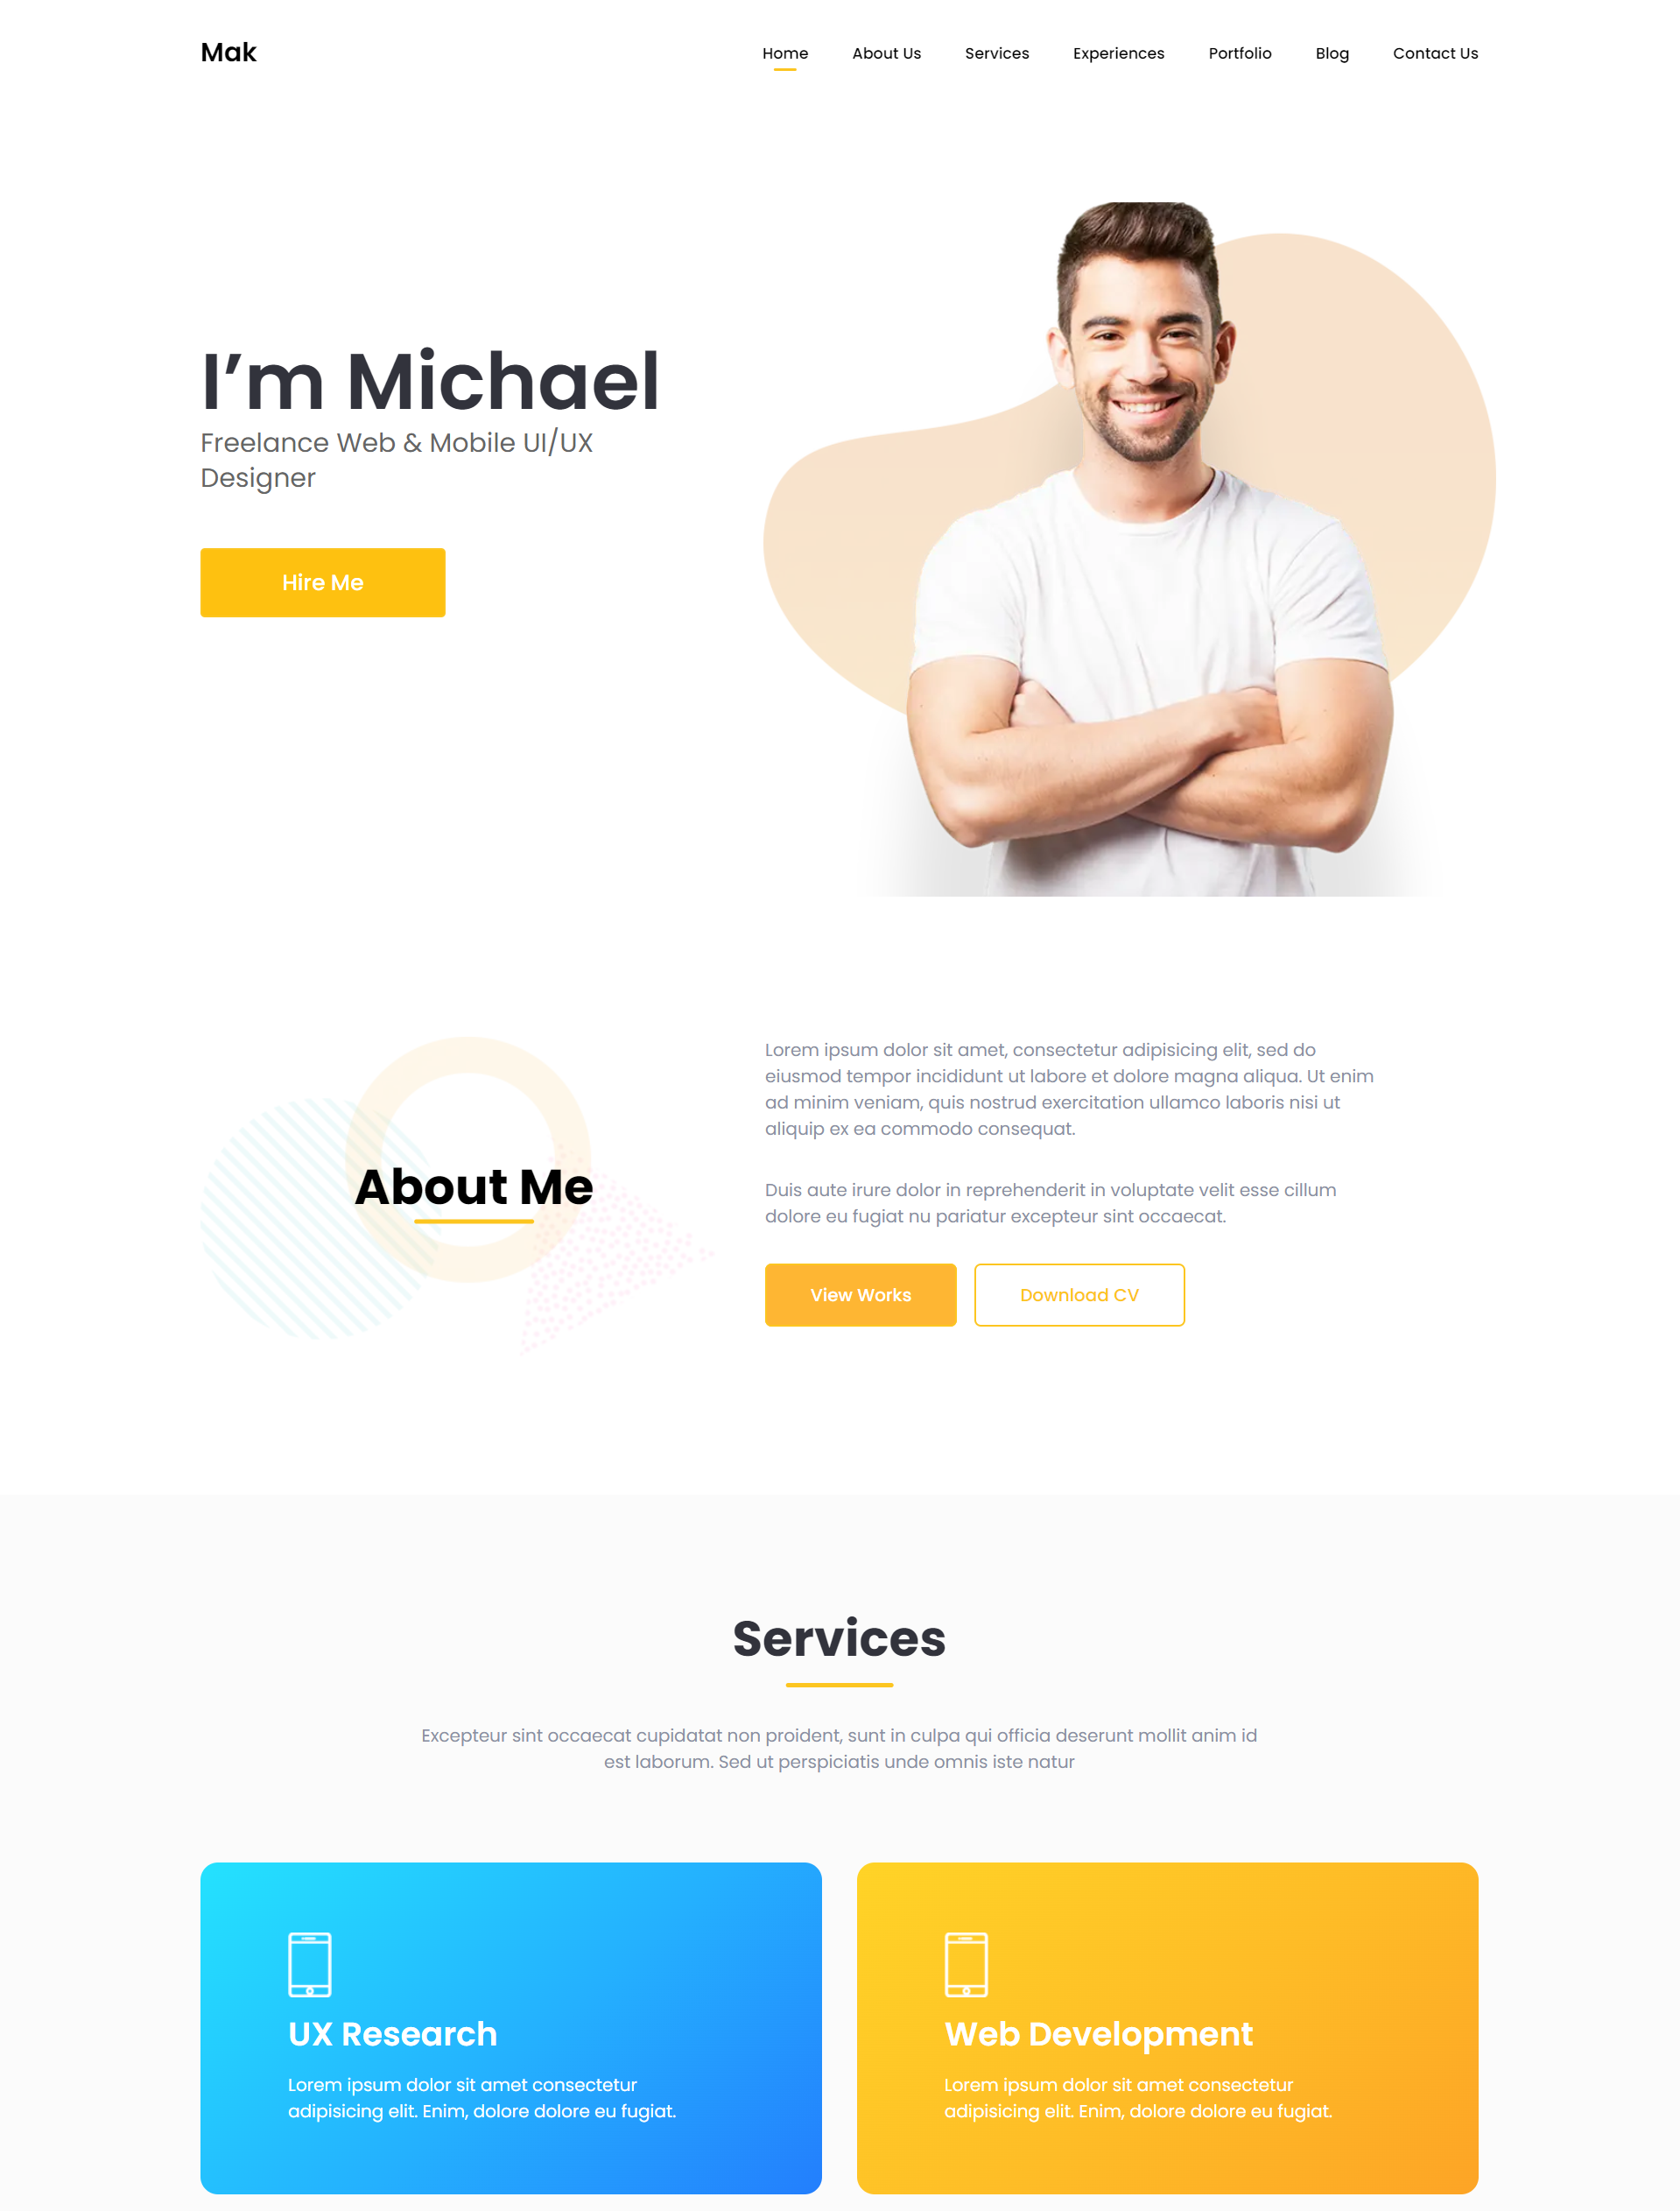 Mak
Home About Us Services Experiences Portfolio Blog Contact Us
I’m Michael
Freelance Web & Mobile UI/UX
Designer
Hire Me
About Me
Lorem ipsum dolor sit amet, consectetur adipisicing elit, sed do
eiusmod tempor incididunt ut labore et dolore magna aliqua. Ut enim
ad minim veniam, quis nostrud exercitation ullamco laboris nisi ut
aliquip ex ea commodo consequat.
Duis aute irure dolor in reprehenderit in voluptate velit esse cillum
dolore eu fugiat nu pariatur excepteur sint occaecat.
View Works
Download CV
Services
Excepteur sint occaecat cupidatat non proident, sunt in culpa qui officia deserunt mollit anim id
est laborum. Sed ut perspiciatis unde omnis iste natur
UX Research
Lorem ipsum dolor sit amet consectetur
adipisicing elit. Enim, dolore dolore eu fugiat.
Web Development
Lorem ipsum dolor sit amet consectetur
adipisicing elit. Enim, dolore dolore eu fugiat.